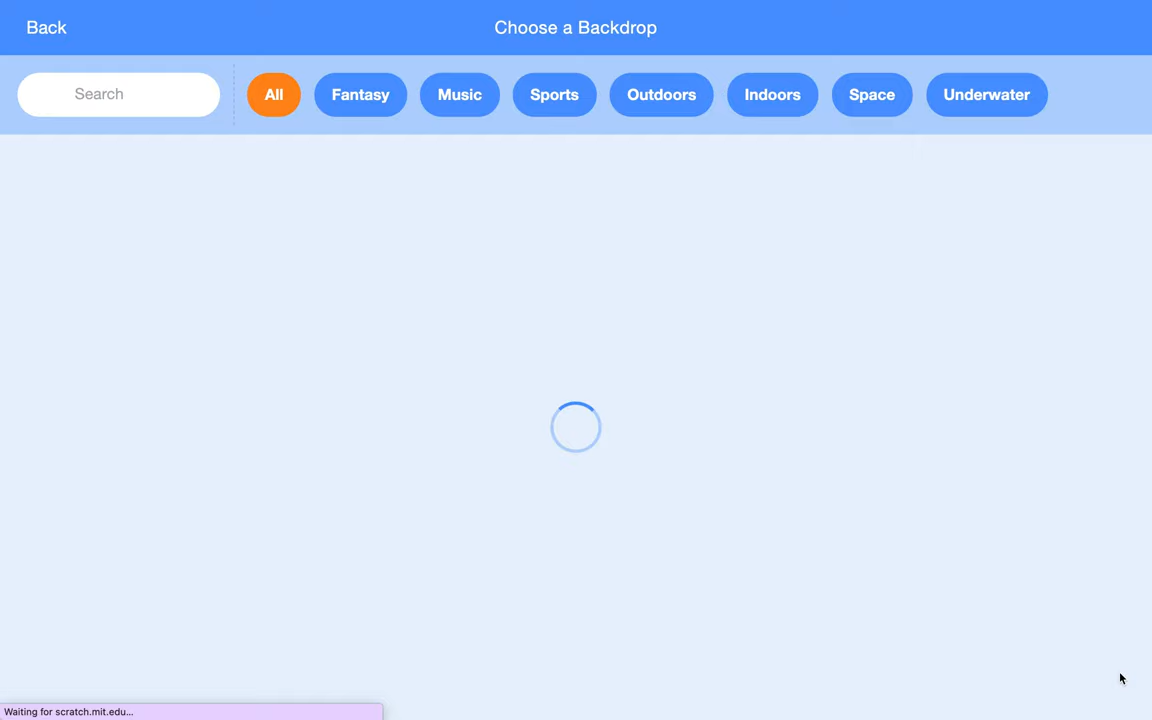 Back
Choose a Backdrop
Search
All
Fantasy
Music
Sports
Outdoors
Indoors
Space
Underwater
Waiting for scratch.mit.edu...